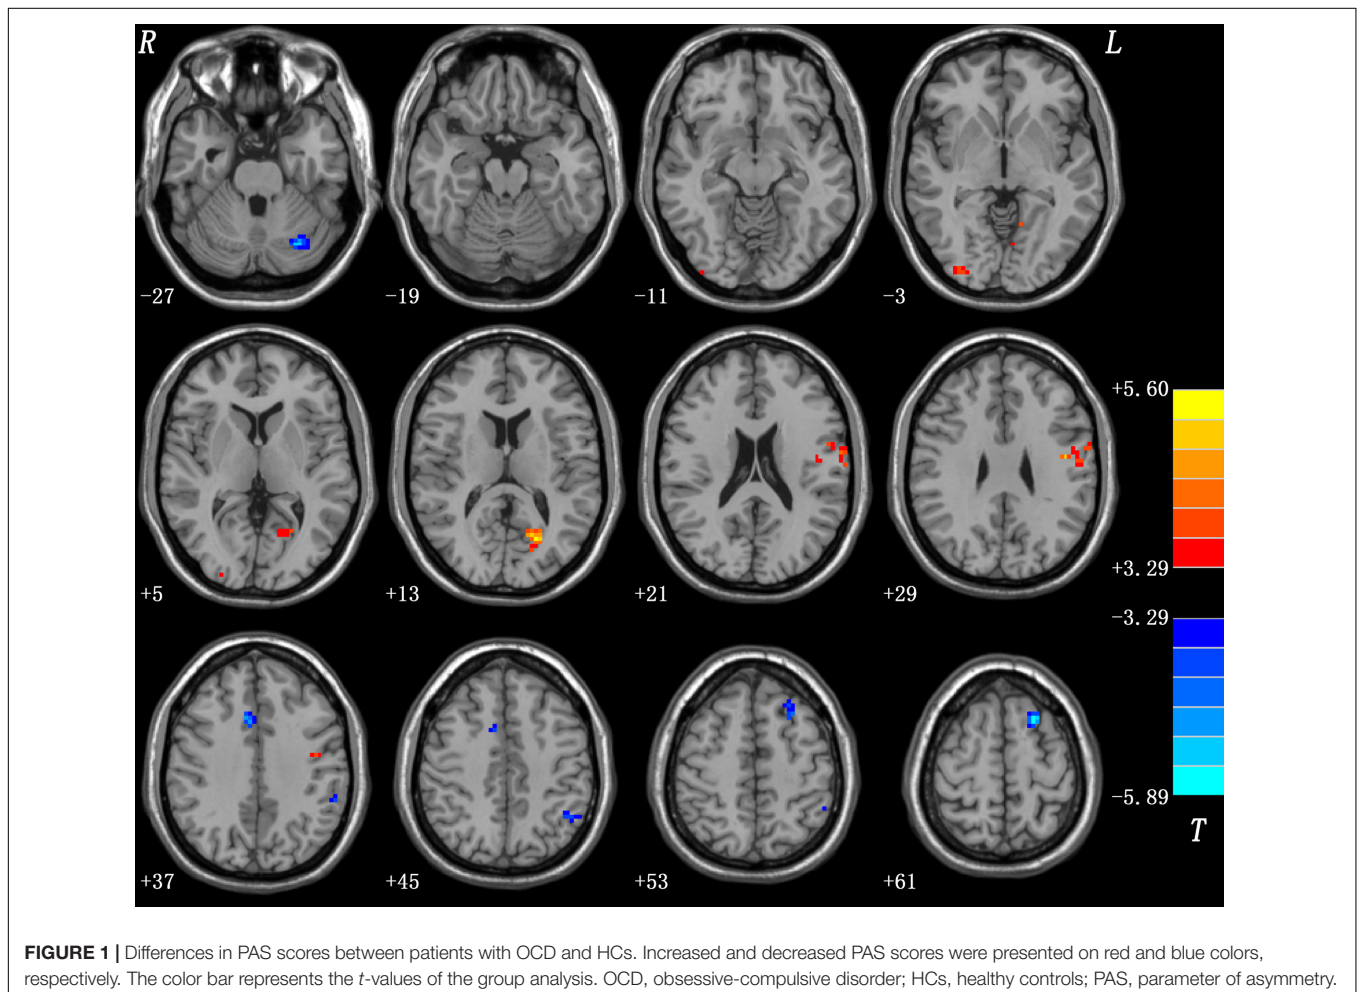 R L
−27 −19 −11 −3
+5 +13 +21 +29
+5.60
+3.29
−3.29
−5.89
T
+37 +45 +53 +61
FIGURE 1 | Differences in PAS scores between patients with OCD and HCs. Increased and decreased PAS scores were presented on red and blue colors,
respectively. The color bar represents the t-values of the group analysis. OCD, obsessive-compulsive disorder; HCs, healthy controls; PAS, parameter of asymmetry.